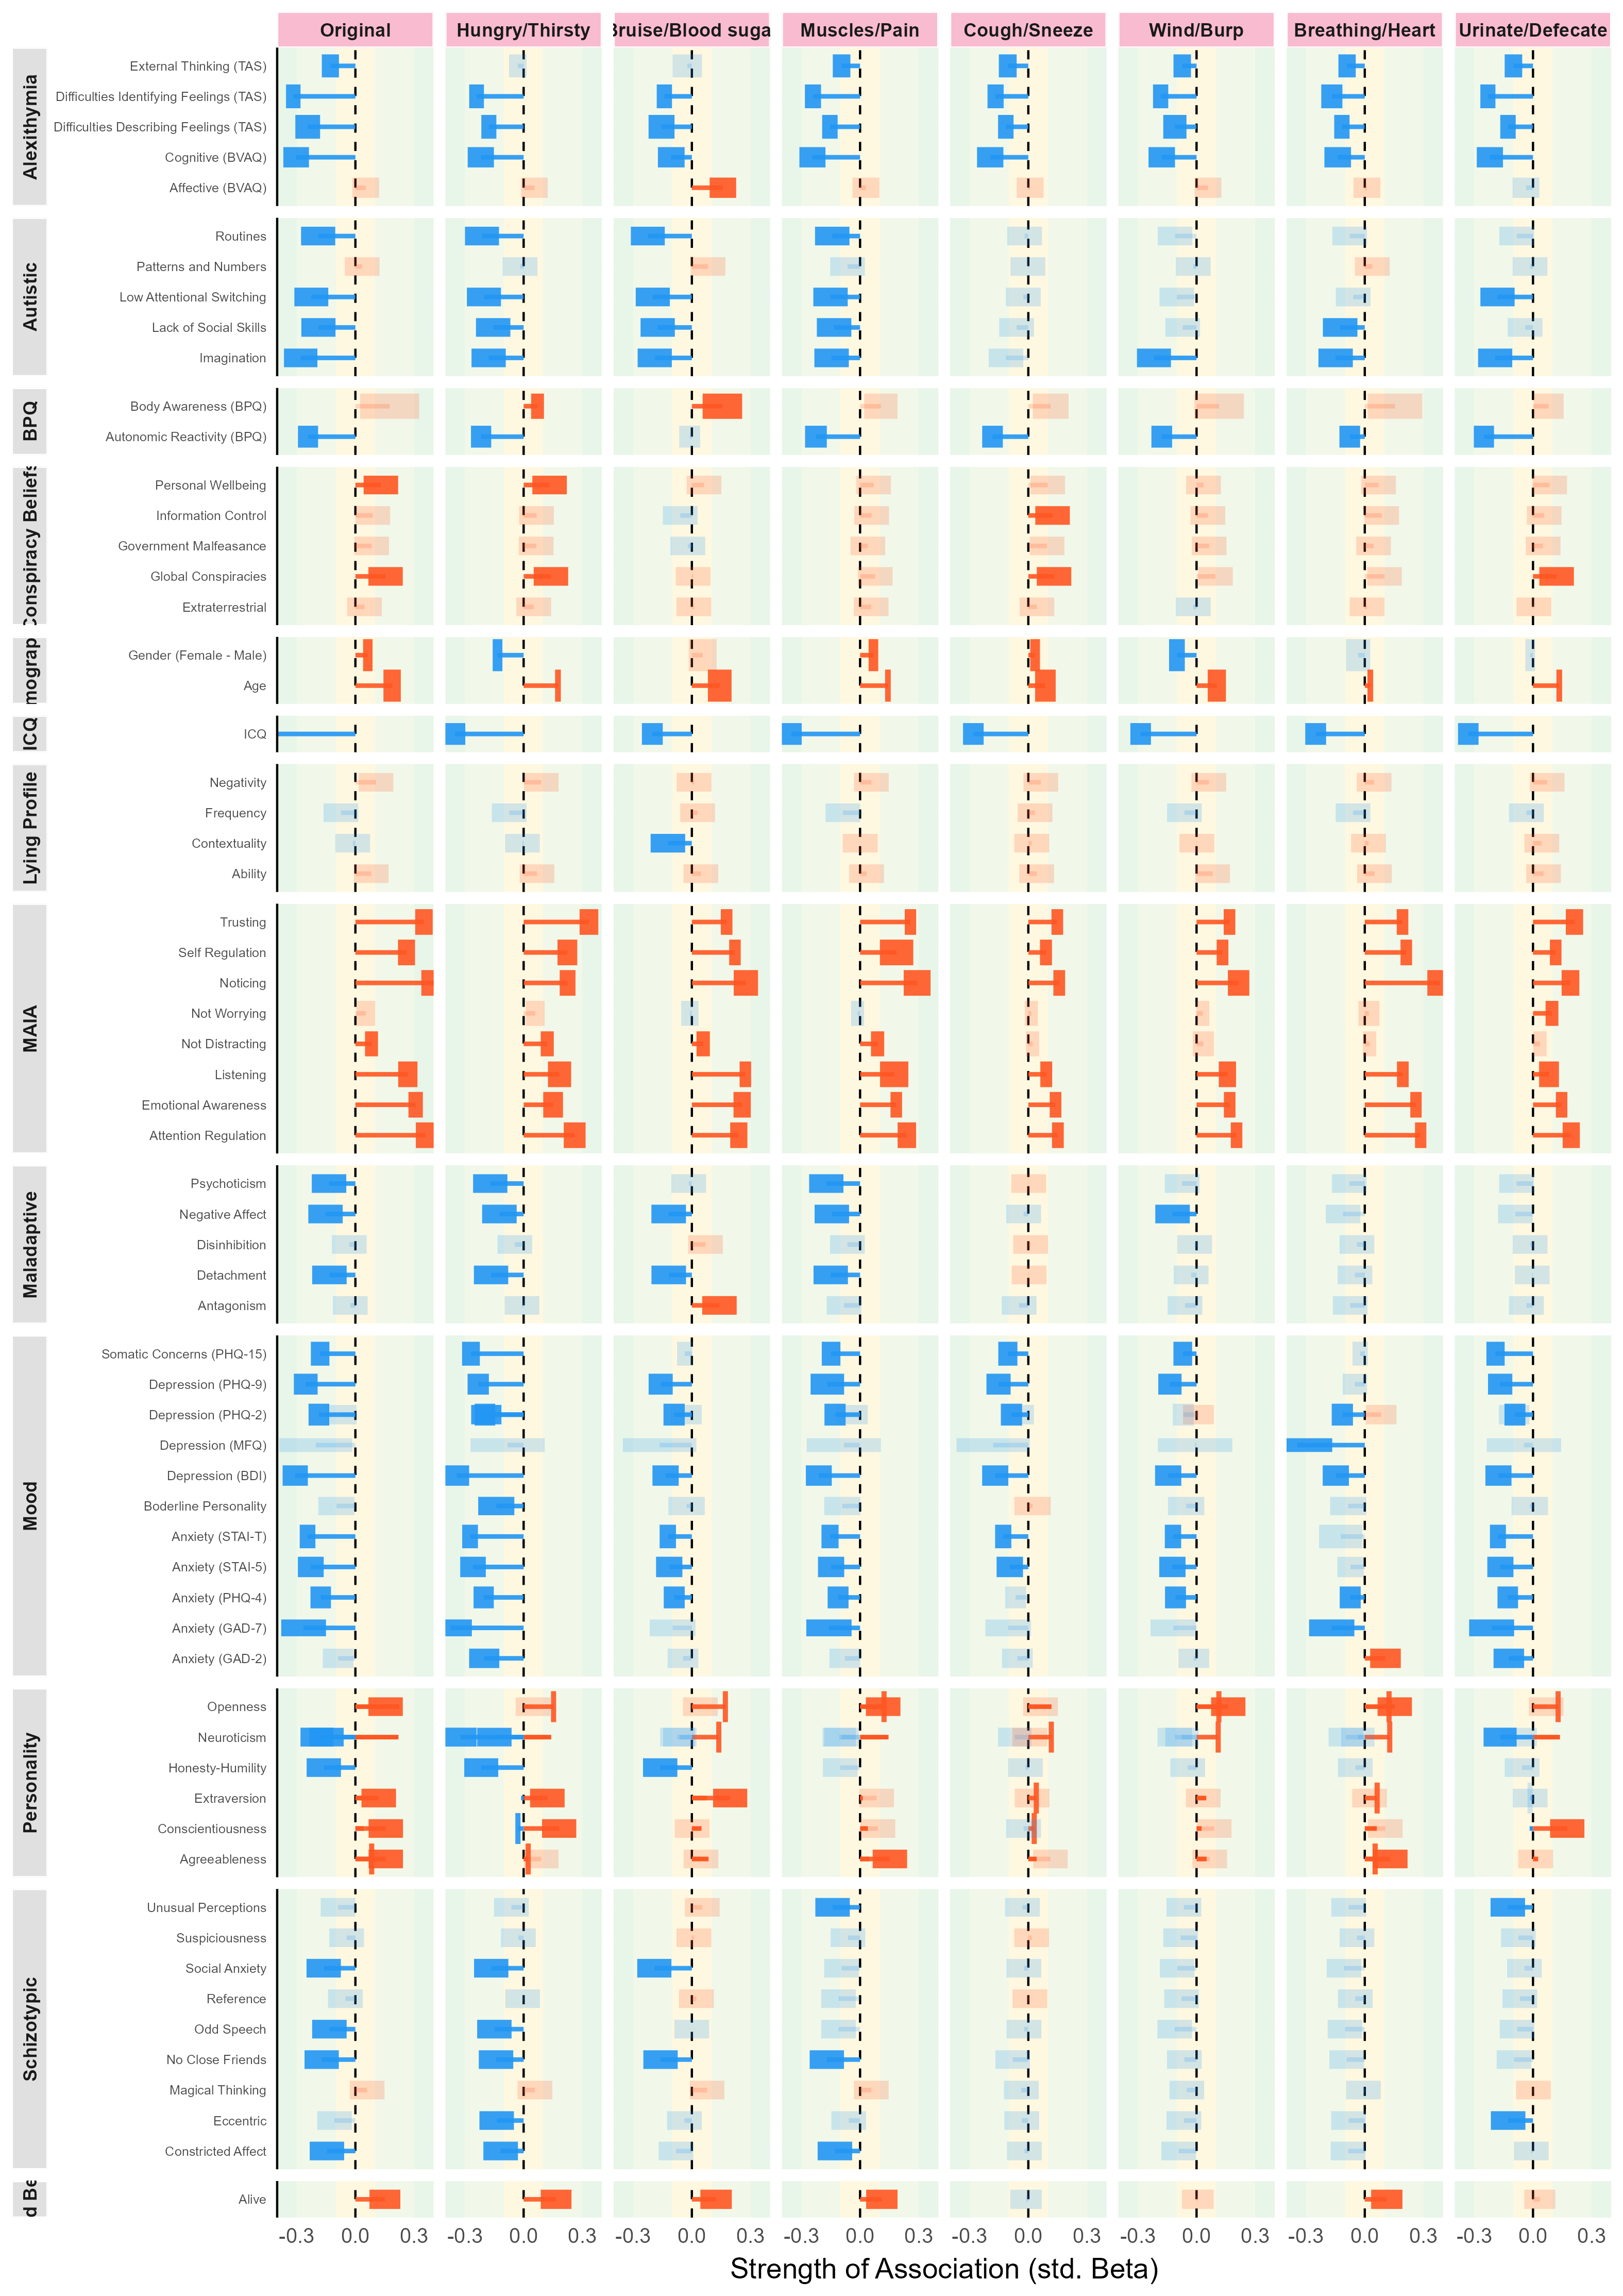 Original Hungry/Thirsty Bruise/Blood suga Muscles/Pain Cough/Sneeze Wind/Burp Breathing/Heart Urinate/Defecate
Alexithymia
External Thinking (TAS)
Difficulties Identifying Feelings (TAS)
Difficulties Describing Feelings (TAS)
Cognitive (BVAQ)
Affective (BVAQ)
Autistic
Routines
Patterns and Numbers
Low Attentional Switching
Lack of Social Skills
Imagination
BPQ
Body Awareness (BPQ)
Autonomic Reactivity (BPQ)
Conspiracy Beliefs
Personal Wellbeing
Information Control
Government Malfeasance
Global Conspiracies
Extraterrestrial
mograp
Gender (Female - Male)
Age
ICQ
ICQ
Lying Profile
Negativity
Frequency
Contextuality
Ability
MAIA
Trusting
Self Regulation
Noticing
Not Worrying
Not Distracting
Listening
Emotional Awareness
Attention Regulation
Maladaptive
Psychoticism
Negative Affect
Disinhibition
Detachment
Antagonism
Mood
Somatic Concerns (PHQ-15)
Depression (PHQ-9)
Depression (PHQ-2)
Depression (MFQ)
Depression (BDI)
Boderline Personality
Anxiety (STAI-T)
Anxiety (STAI-5)
Anxiety (PHQ-4)
Anxiety (GAD-7)
Anxiety (GAD-2)
Personality
Openness
Neuroticism
Honesty-Humility
Extraversion
Conscientiousness
Agreeableness
Schizotypic
Unusual Perceptions
Suspiciousness
Social Anxiety
Reference
Odd Speech
No Close Friends
Magical Thinking
Eccentric
Constricted Affect
d Be
Alive
-0.3 0.0 0.3 -0.3 0.0 0.3 -0.3 0.0 0.3 -0.3 0.0 0.3 -0.3 0.0 0.3 -0.3 0.0 0.3 -0.3 0.0 0.3 -0.3 0.0 0.3
Strength of Association (std. Beta)